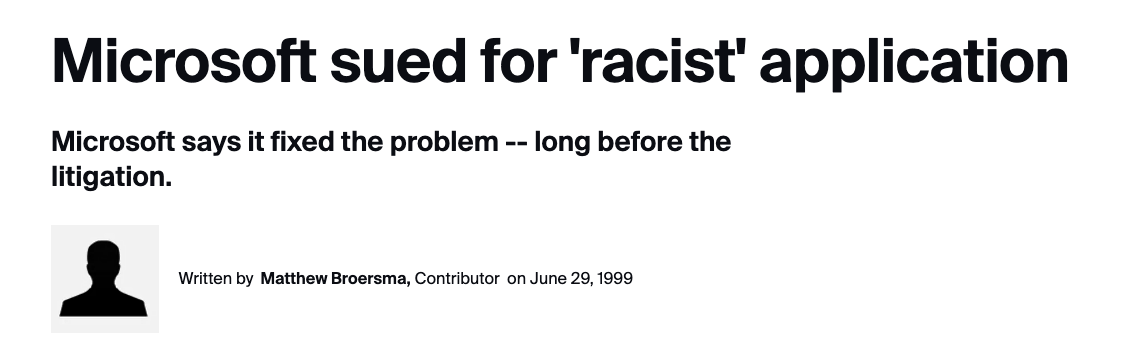 Microsoft sued for 'racist' application
Microsoft says it fixed the problem -- long before the
litigation.
Written by Matthew Broersma, Contributor on June 29, 1999